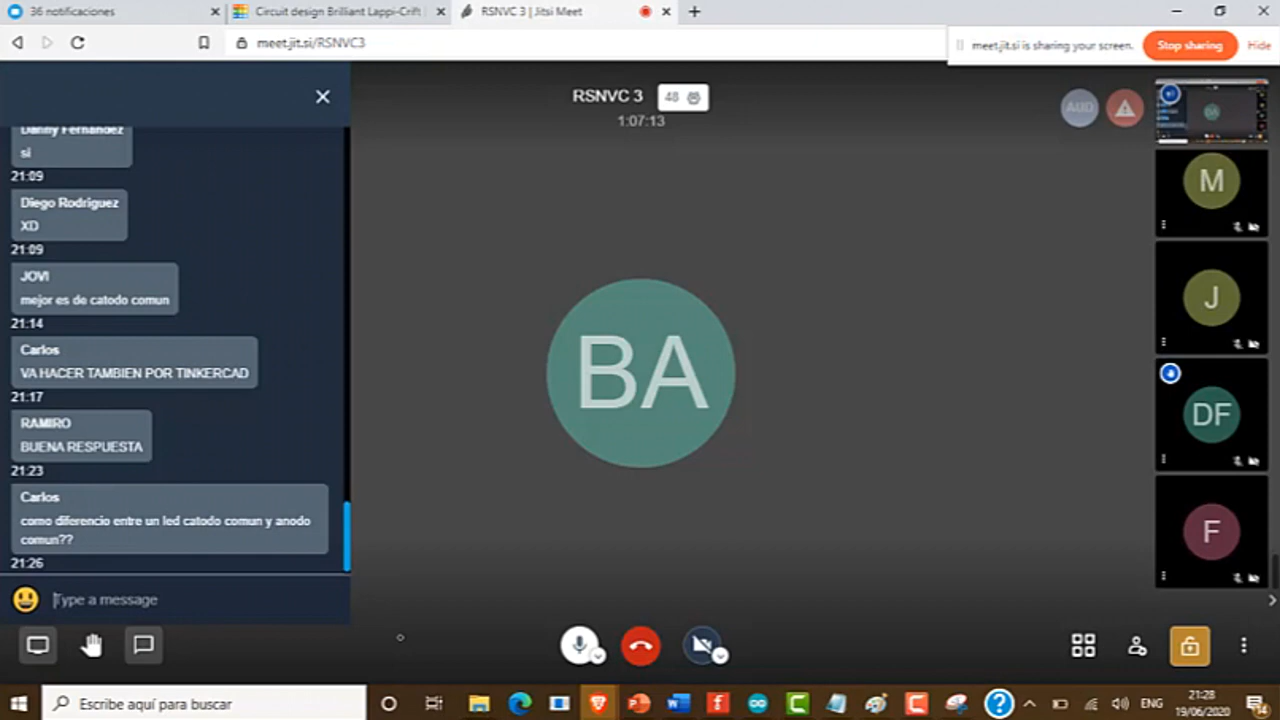 36 notificaciones
Circuit design Brilliant Lappi-Crift
RSNVC 3 | Jitsi Meet
meet.jit.si/RSNVC3
meet.jit.si is sharing your screen.
Stop sharing
Hide
RSNVC 3
48
1:07:13
AUD
Danny Fernandez
si
21:09
Diego Rodriguez
XD
21:09
JOVI
mejor es de catodo comun
21:14
Carlos
VA HACER TAMBIEN POR TINKERCAD
21:17
RAMIRO
BUENA RESPUESTA
21:23
Carlos
como diferencio entre un led catodo comun y anodo
comun??
21:26
Type a message
BA
M
J
DF
F
Escribe aquí para buscar
ENG
21:28
19/06/2020